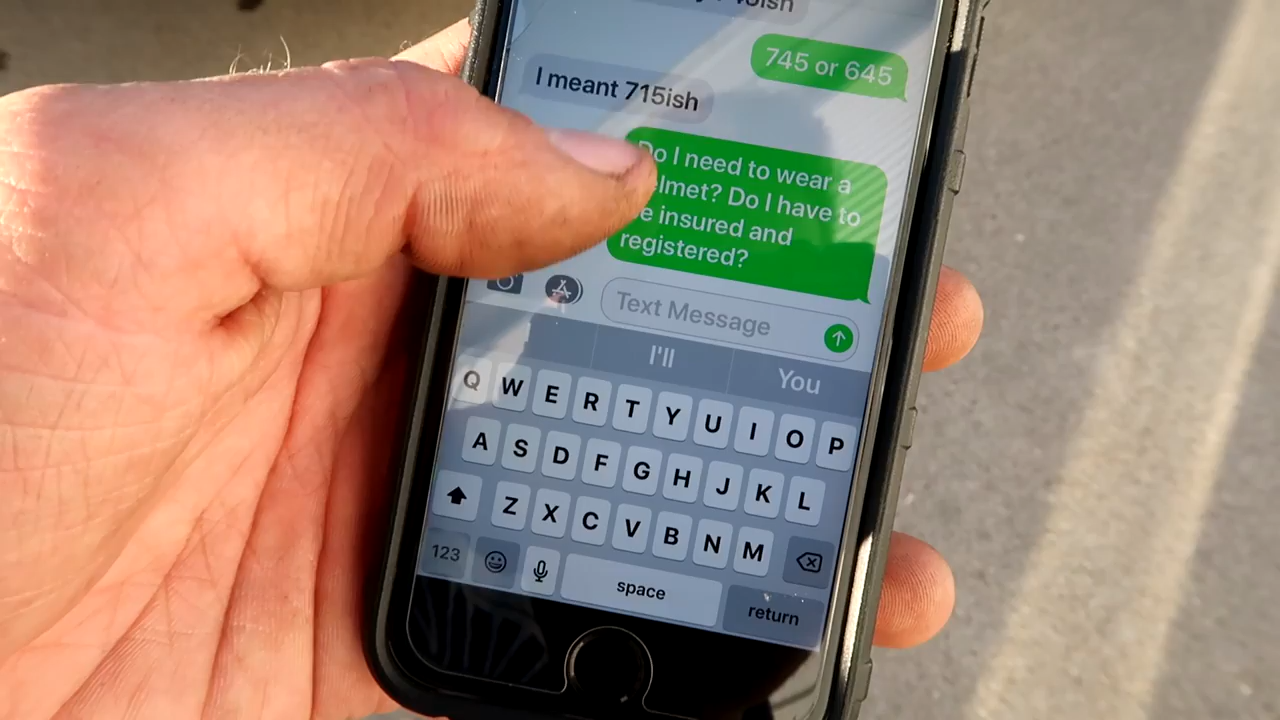 745 or 645
I meant 715ish
Do I need to wear a
lmet? Do I have to
e insured and
registered?
Text Message
I'll
You
Q W E R T Y U I O P
A S D F G H J K L
Z X C V B N M
123
space
return